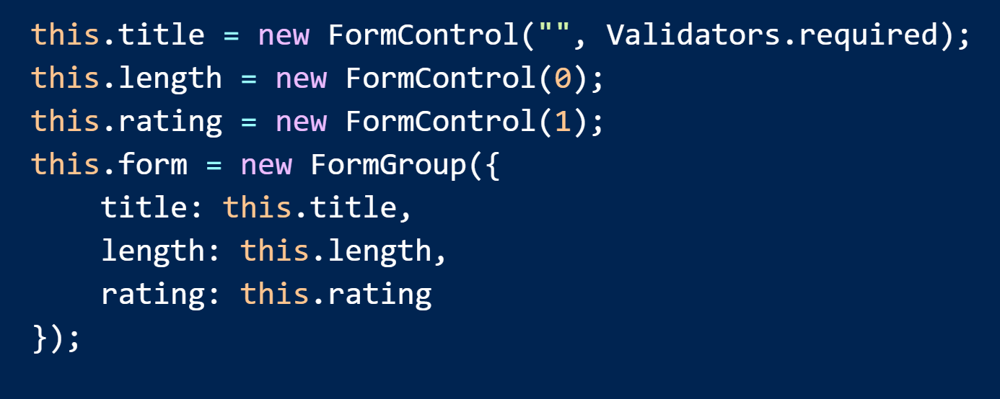 this.title = new FormControl("", Validators.required);
this.length = new FormControl(0);
this.rating = new FormControl(1);
this.form = new FormGroup({
    title: this.title,
    length: this.length,
    rating: this.rating
});